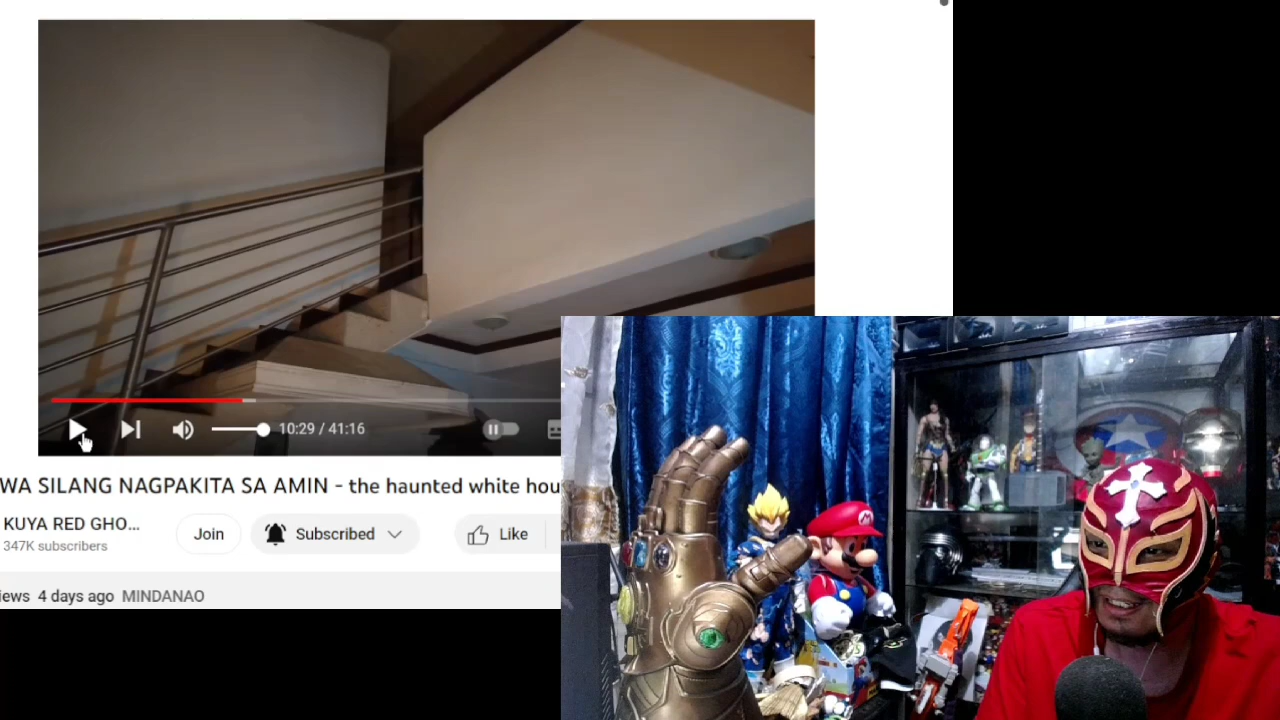 10:29 / 41:16
WA SILANG NAGPAKITA SA AMIN - the haunted white hou
KUYA RED GHO...
347K subscribers
Join
Subscribed
Like
iews 4 days ago MINDANAO
M